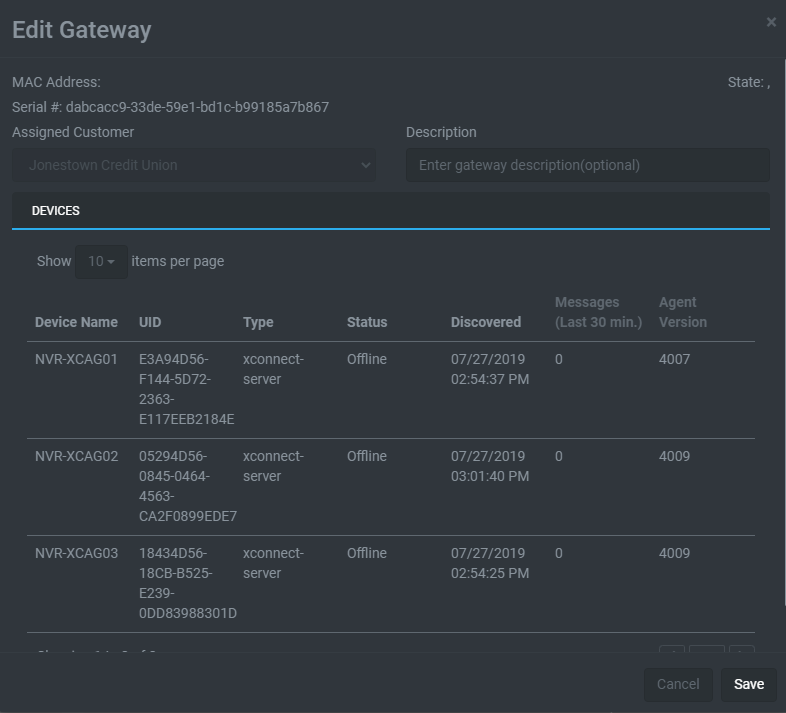 Edit Gateway
×
MAC Address:
State: ,
Serial #: dabcacc9-33de-59e1-bd1c-b99185a7b867
Assigned Customer
Description
Jonestown Credit Union
Enter gateway description(optional)
DEVICES
Show 10 items per page
Device Name UID Type Status Discovered Messages (Last 30 min.) Agent Version
NVR-XCAG01 E3A94D56- xconnect- Offline 07/27/2019 0 4007
F144-5D72- server 02:54:37 PM
2363-
E117EEB2184E
NVR-XCAG02 05294D56- xconnect- Offline 07/27/2019 0 4009
0845-0464- server 03:01:40 PM
4563-
CA2F0899EDE7
NVR-XCAG03 18434D56- xconnect- Offline 07/27/2019 0 4009
18CB-B525- server 02:54:25 PM
E239-
0DD83988301D
Cancel
Save